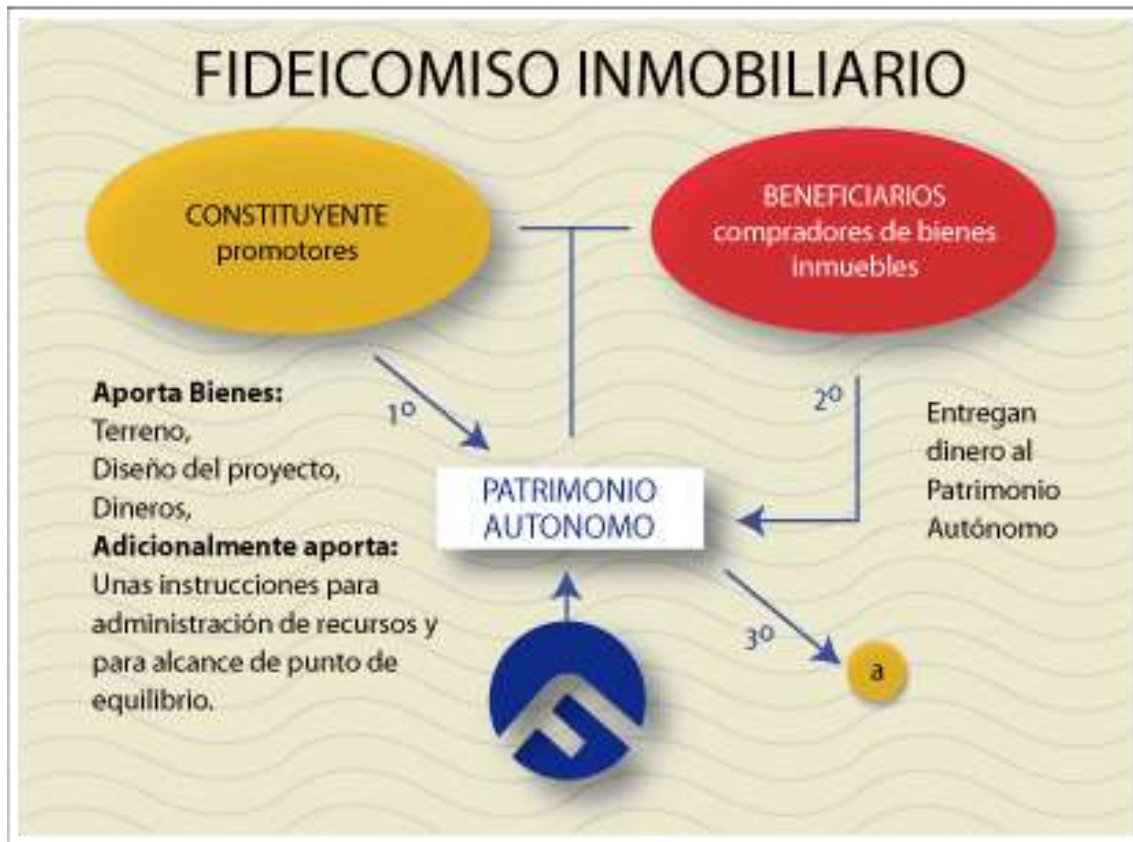 FIDEICOMISO INMOBILIARIO
CONSTITUYENTE
promotores
BENEFICIARIOS
compradores de bienes
inmuebles
Aporta Bienes:
Terreno,
Diseño del proyecto,
Dineros,
Adicionalmente aporta:
Unas instrucciones para
administración de recursos y
para alcance de punto de
equilibrio.
1º
2º
Entregan
dinero al
Patrimonio
Autónomo
PATRIMONIO
AUTONOMO
3º
a